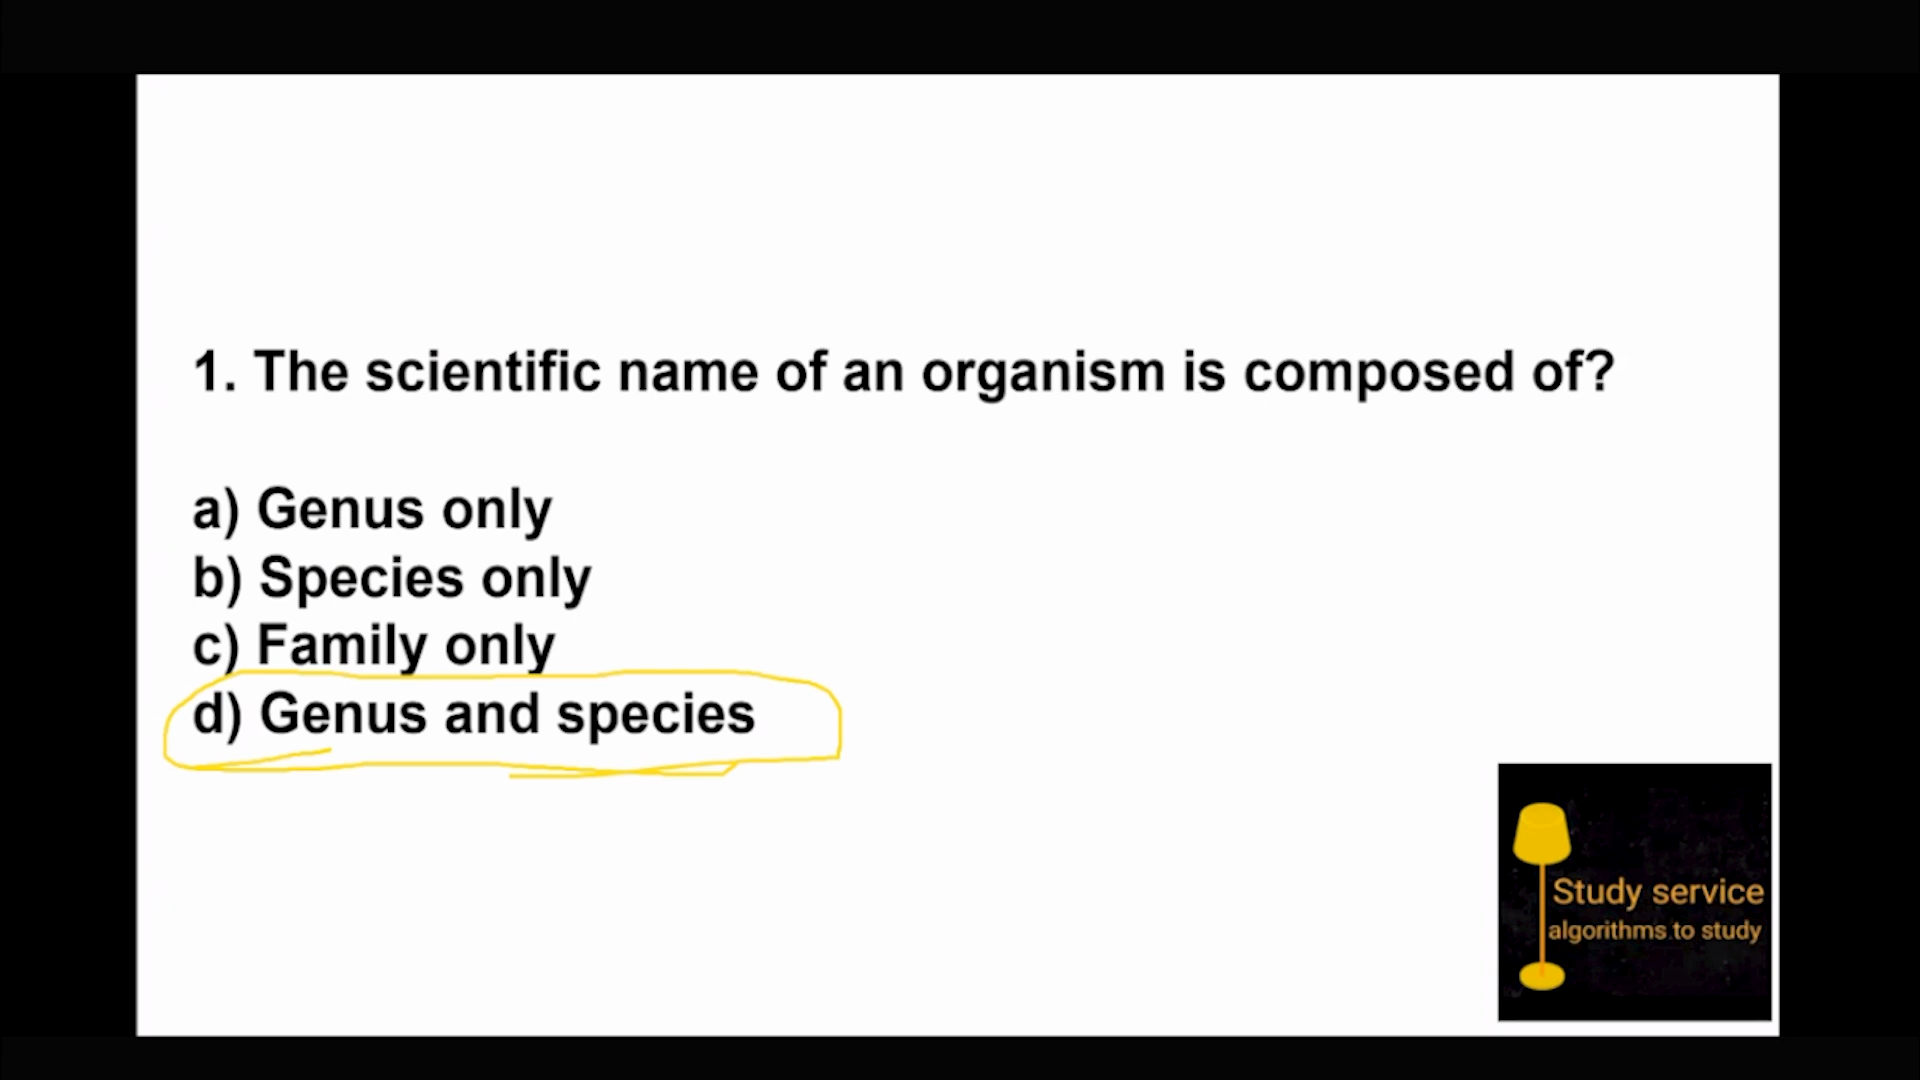 1. The scientific name of an organism is composed of?
a) Genus only
b) Species only
c) Family only
d) Genus and species
Study service
algorithms to study